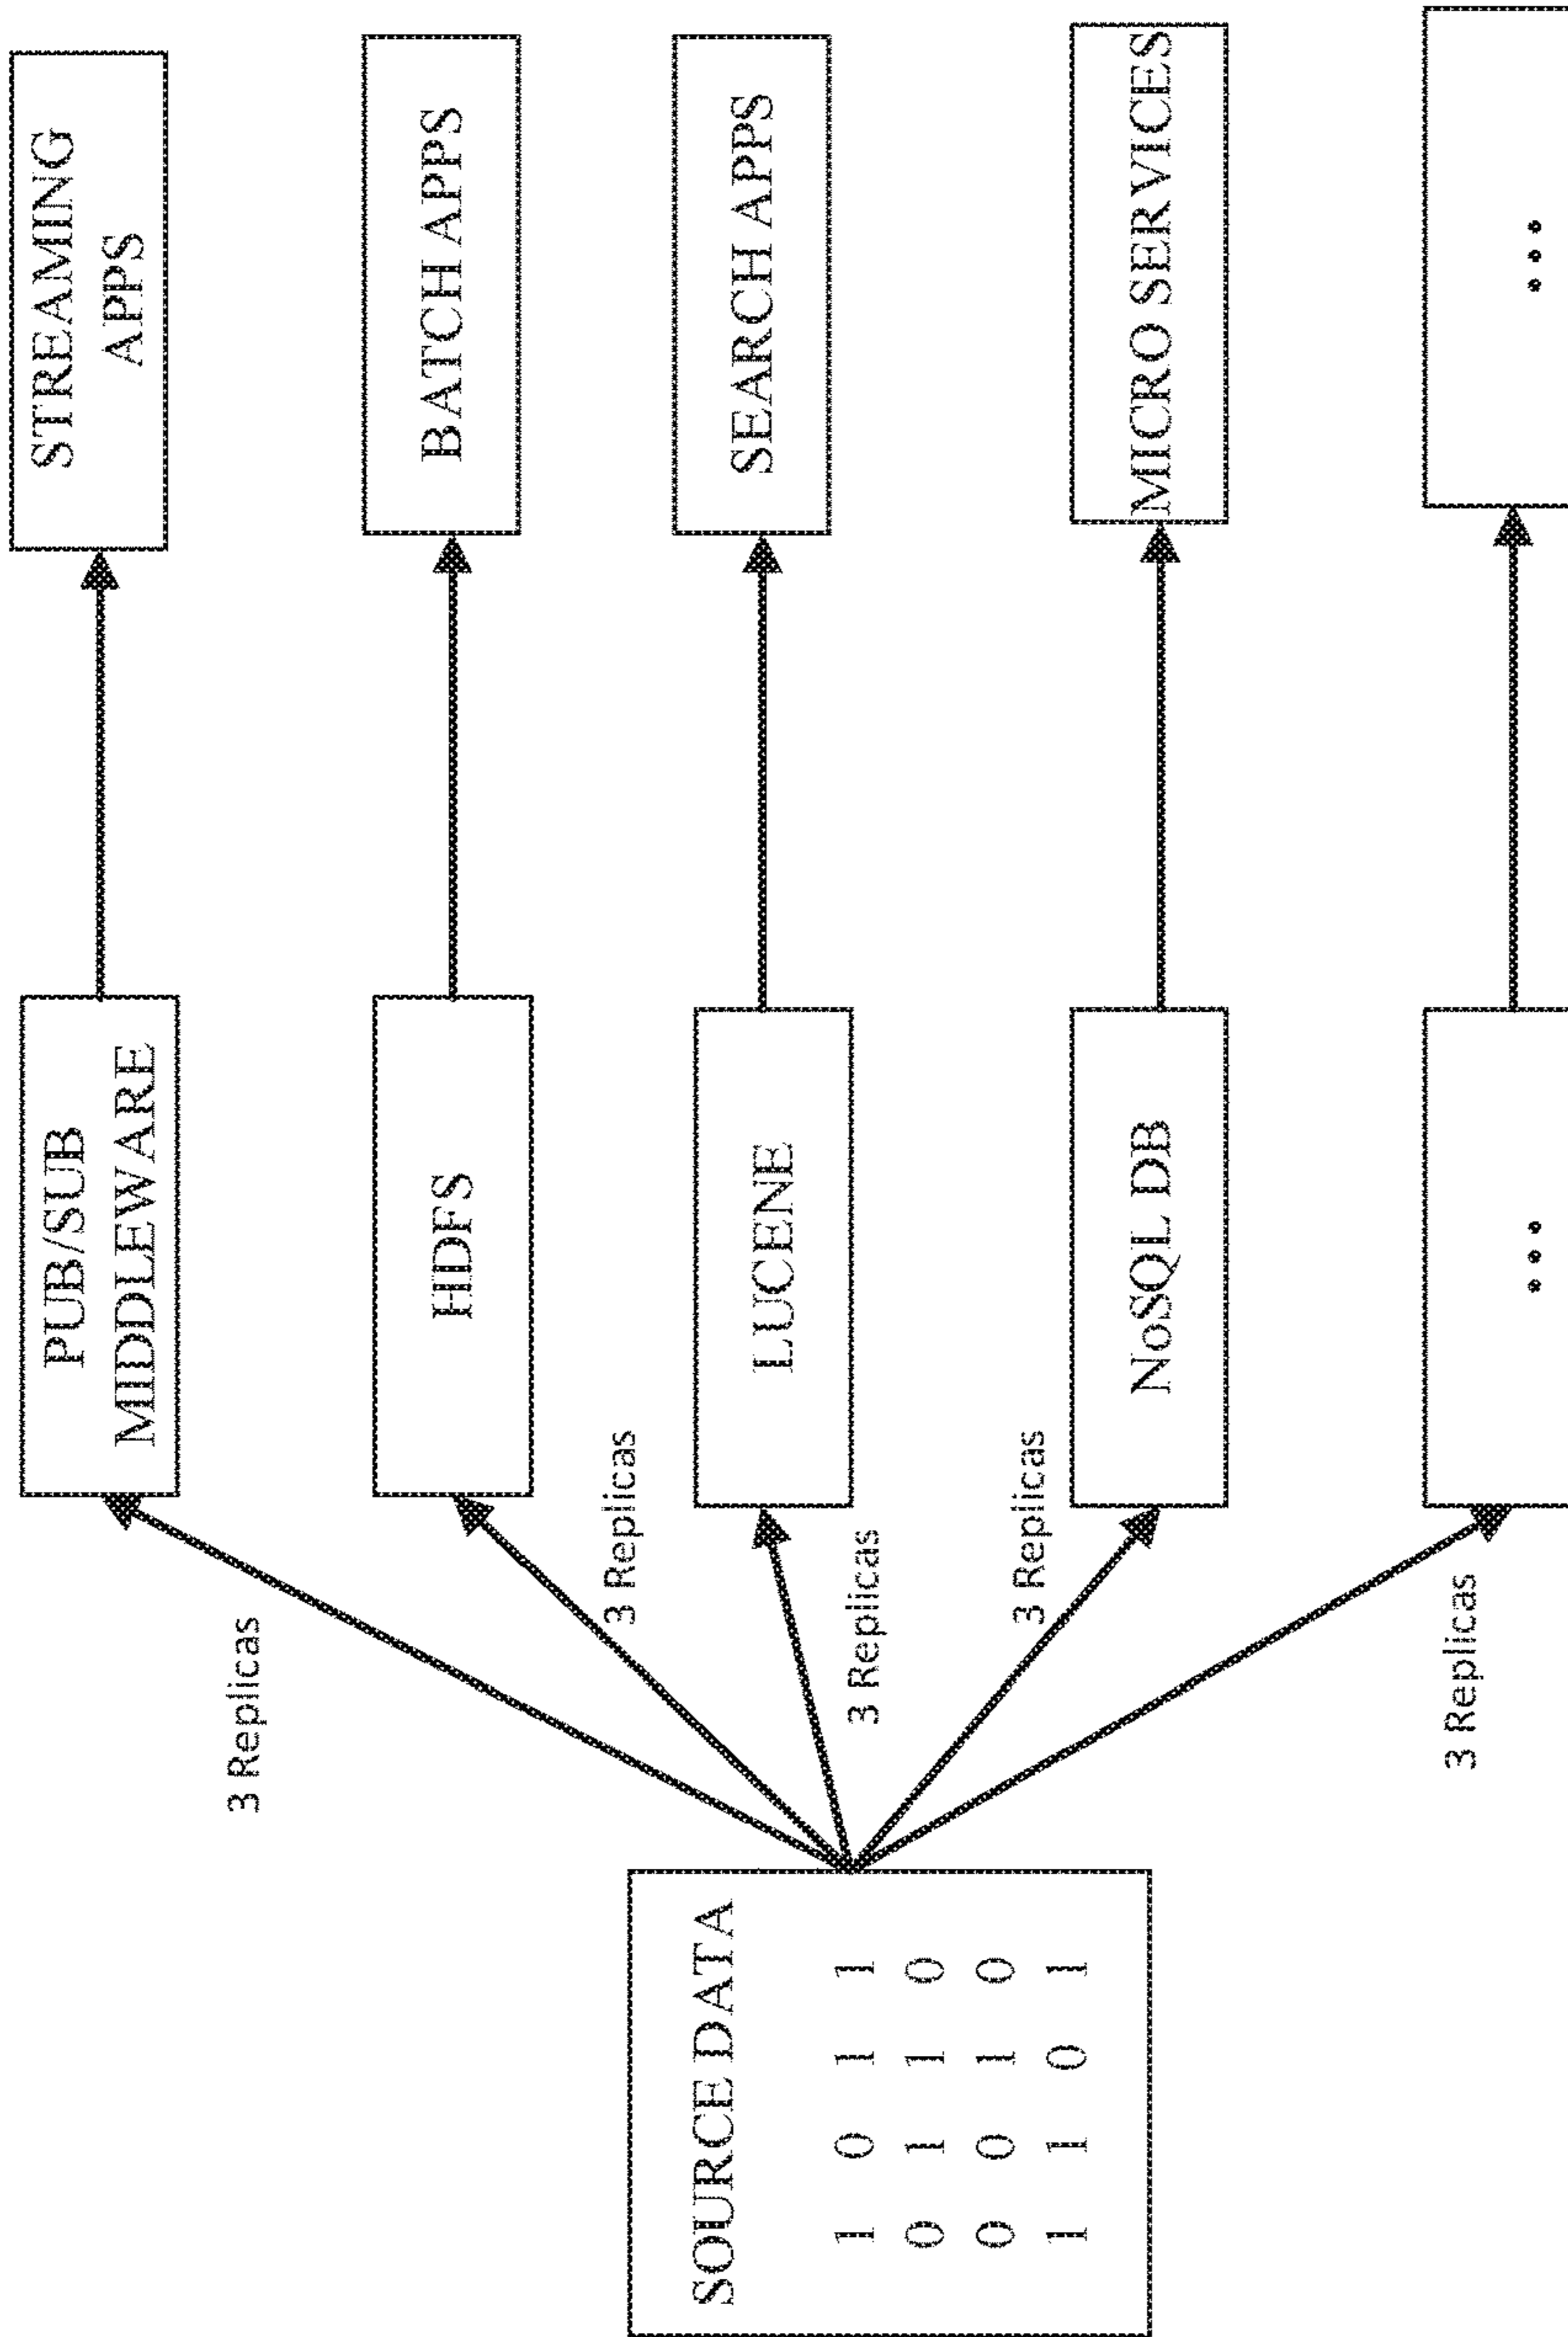 SOURCE DATA
1 0 1 1
0 1 1 0
0 0 1 0
1 1 0 1
3 Replicas
3 Replicas
3 Replicas
3 Replicas
3 Replicas
PUB/SUB
MIDDLEWARE
HDFS
LUCENE
NoSQL DB
...
STREAMING
APPS
BATCH APPS
SEARCH APPS
MICRO SERVICES
...